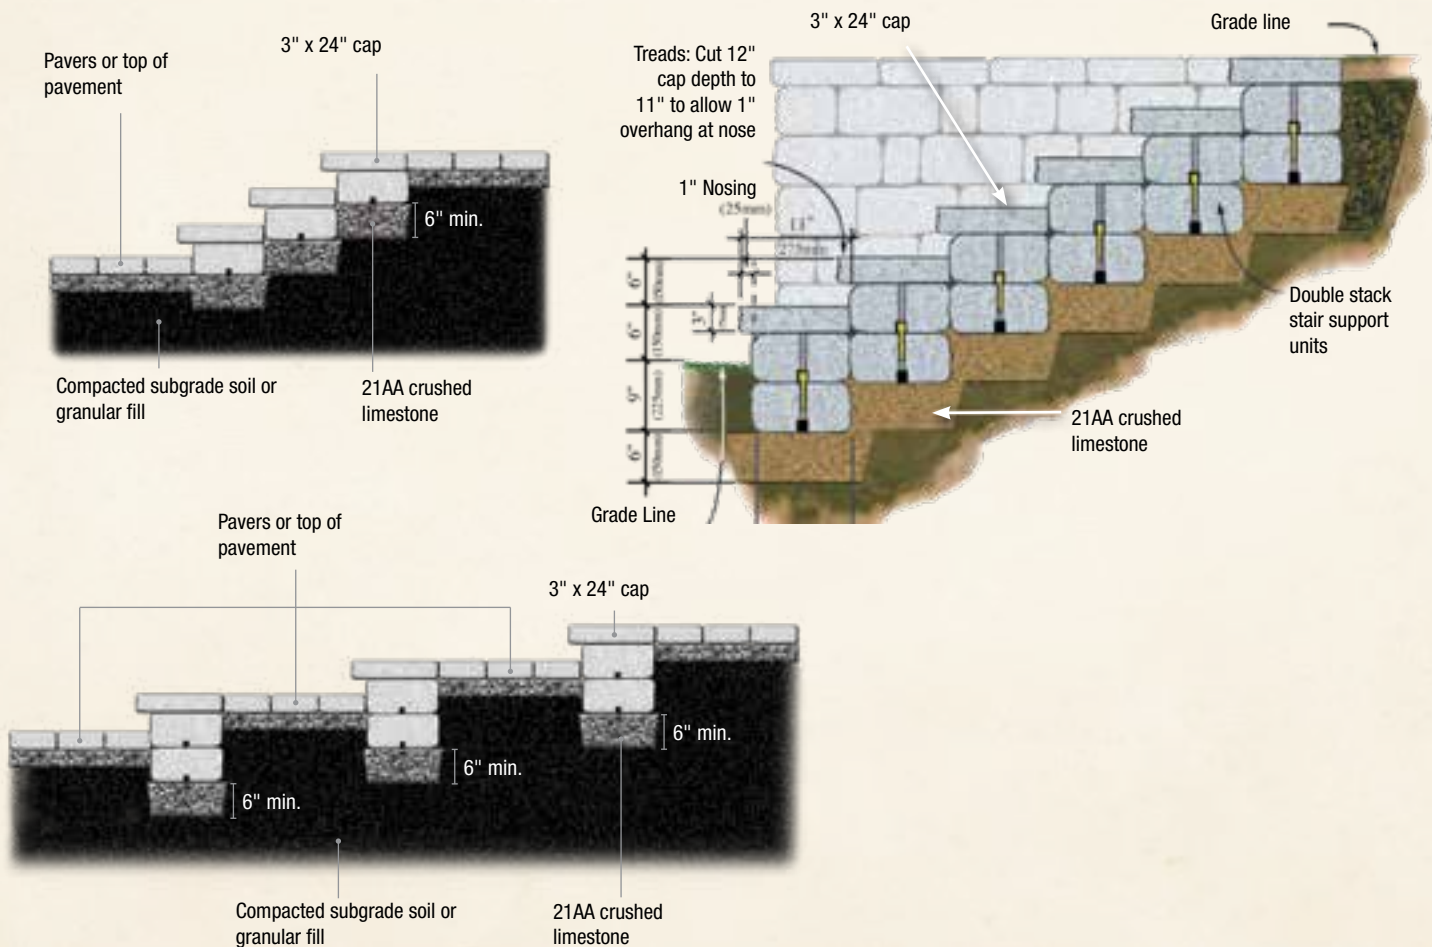 Pavers or top of
pavement
3" x 24" cap
6" min.
Compacted subgrade soil or
granular fill
21AA crushed
limestone
3" x 24" cap
Grade line
Treads: Cut 12"
cap depth to
11" to allow 1"
overhang at nose
1" Nosing
(25mm)
11"
275mm
6"
6"
(150mm)
3"
9"
(225mm)
6"
Double stack
stair support
units
21AA crushed
limestone
Grade Line
Pavers or top of
pavement
3" x 24" cap
6" min.
6" min.
6" min.
Compacted subgrade soil or
granular fill
21AA crushed
limestone